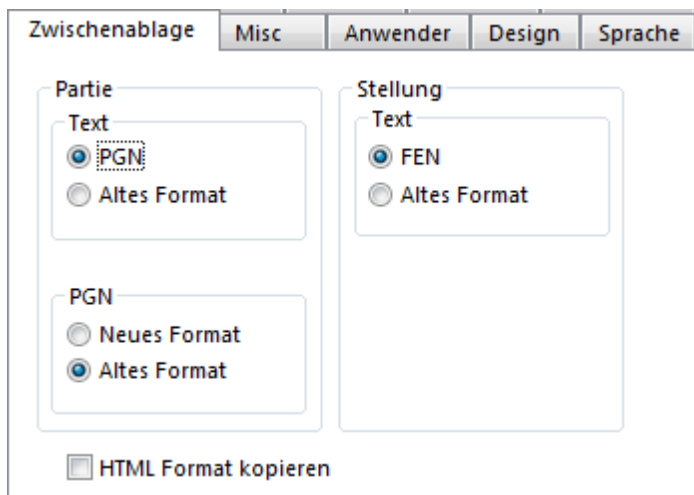 Zwischenablage Misc Anwender Design Sprache
Partie
Text
PGN
Altes Format
PGN
Neues Format
Altes Format
Stellung
Text
FEN
Altes Format
HTML Format kopieren